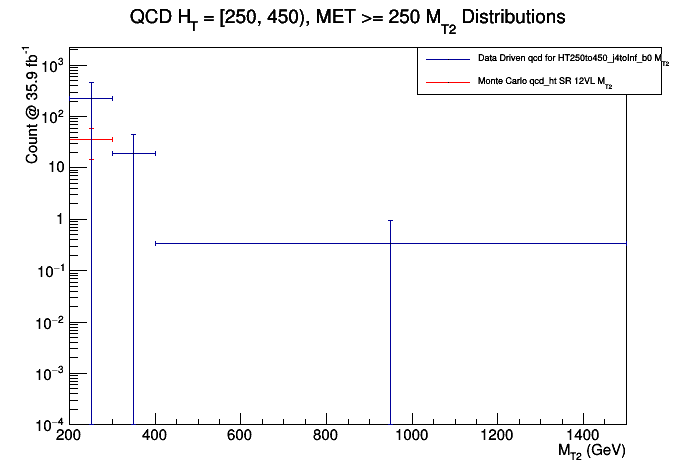 QCD H_T = [250, 450), MET >= 250 M_T2 Distributions
Data Driven qcd for HT250to450_j4toInf_b0 M_T2
Monte Carlo qcd_ht SR 12VL M_T2
Count @ 35.9 fb^-1
10^3
10^2
10
1
10^-1
10^-2
10^-3
10^-4
200 400 600 800 1000 1200 1400
M_T2 (GeV)